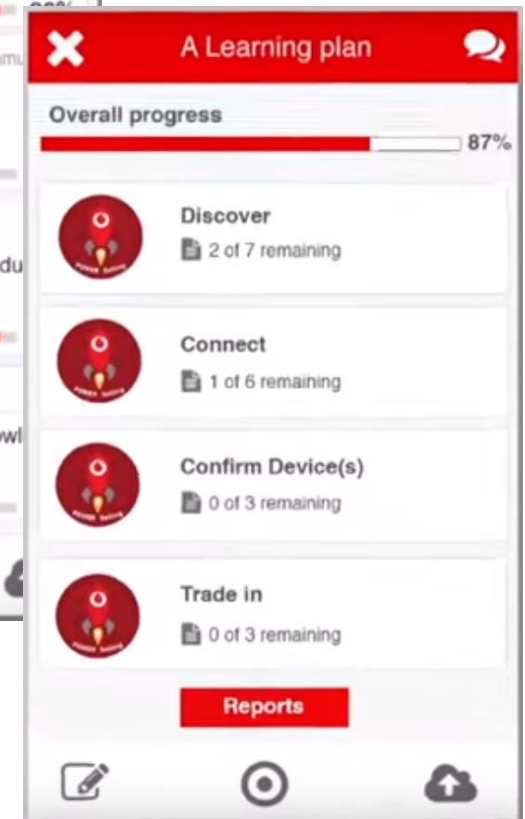 A Learning plan
Overall progress
87%
Discover
2 of 7 remaining
Connect
1 of 6 remaining
Confirm Device(s)
0 of 3 remaining
Trade in
0 of 3 remaining
Reports